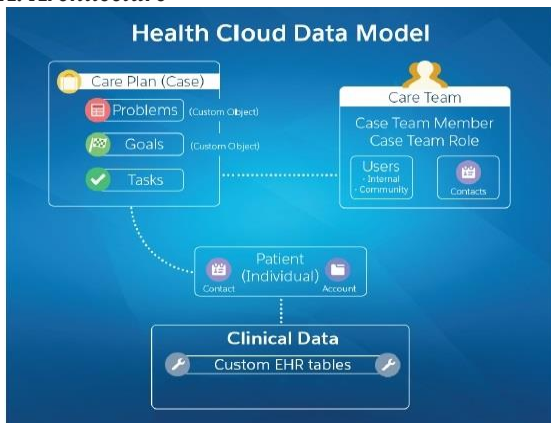 Health Cloud Data Model
Care Plan (Case)
Problems (Custom Object)
Goals (Custom Object)
Tasks
Care Team
Case Team Member
Case Team Role
Users
- Internal
- Community
Contacts
Patient
(Individual)
Contact
Account
Clinical Data
Custom EHR tables